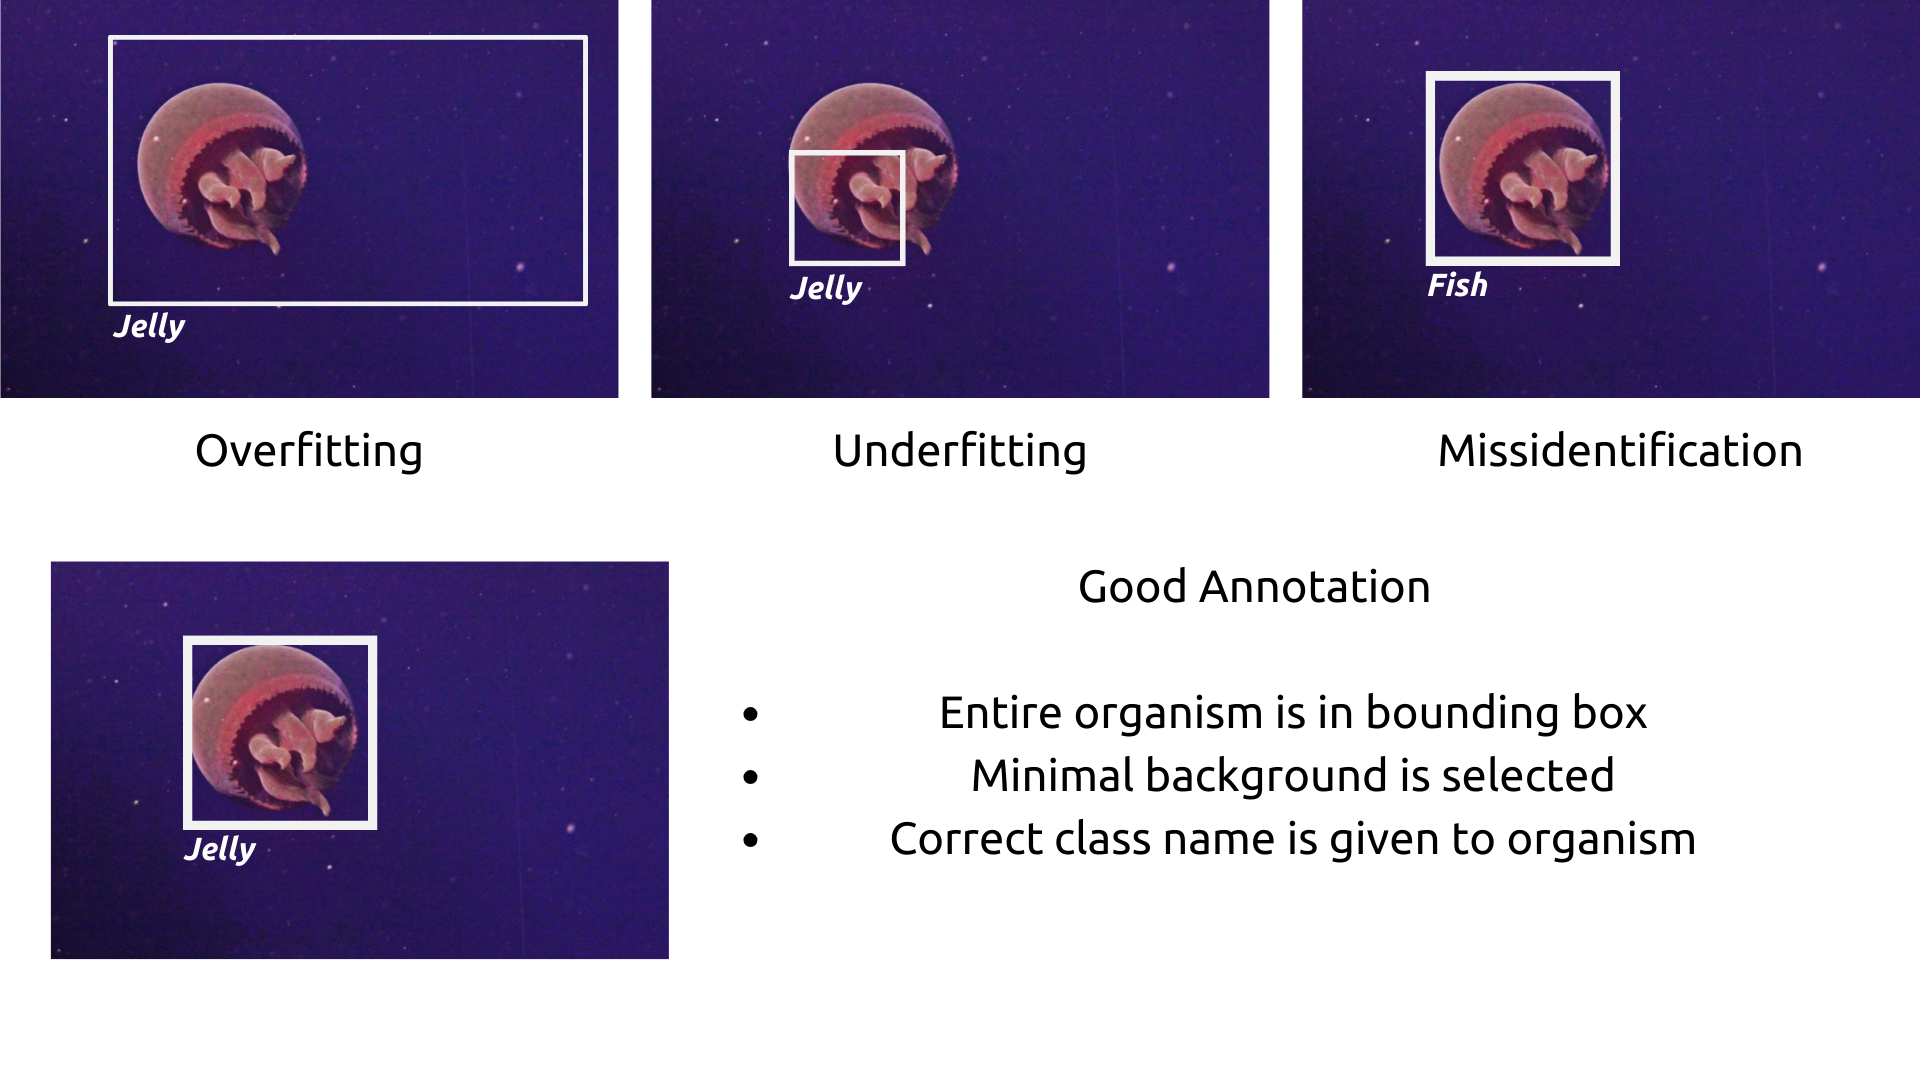 Jelly
Jelly
Fish
Overfitting
Underfitting
Missidentification
Jelly
Good Annotation
• Entire organism is in bounding box
• Minimal background is selected
• Correct class name is given to organism